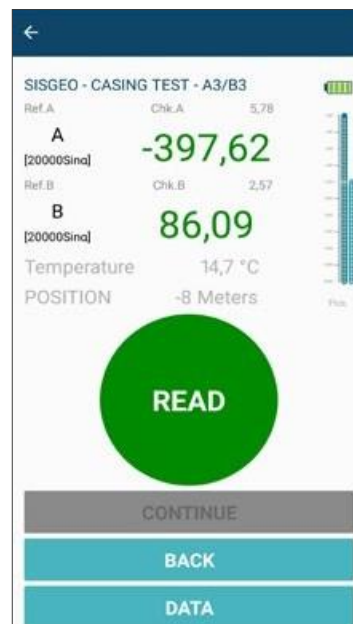 SISGEO - CASING TEST - A3/B3
Ref.A Chk.A 5,78
A -397,62
[20000Sinα]
Ref.B Chk.B 2,57
B 86,09
[20000Sinα]
Temperature 14,7 °C
POSITION -8 Meters
Pos.
READ
CONTINUE
BACK
DATA